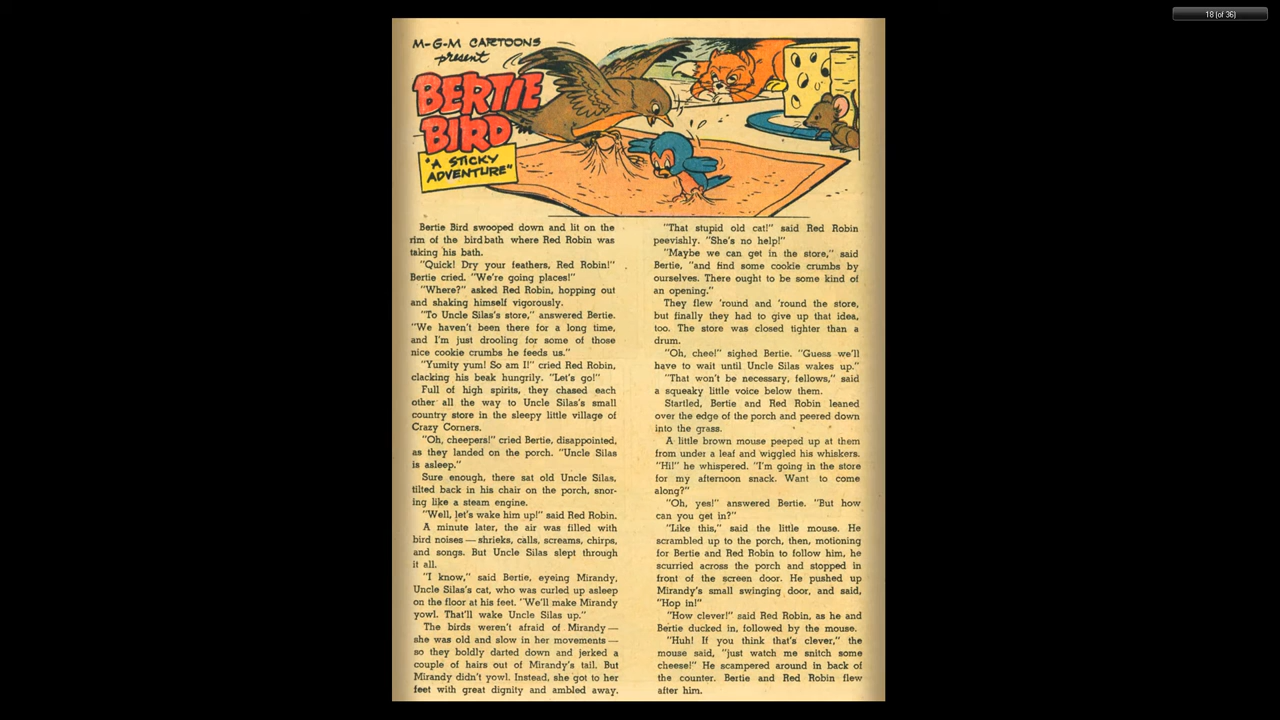 18 (of 36)
M-G-M CARTOONS
present
BERTIE
BIRD
"A STICKY
ADVENTURE"
Bertie Bird swooped down and lit on the
rim of the birdbath where Red Robin was
taking his bath.
"Quick! Dry your feathers, Red Robin!"
Bertie cried. "We're going places!"
"Where?" asked Red Robin, hopping out
and shaking himself vigorously.
"To Uncle Silas's store," answered Bertie.
"We haven't been there for a long time,
and I'm just drooling for some of those
nice cookie crumbs he feeds us."
"Yumity yum! So am I!" cried Red Robin,
clacking his beak hungrily. "Let's go!"
Full of high spirits, they chased each
other all the way to Uncle Silas's small
country store in the sleepy little village of
Crazy Corners.
"Oh, cheepers!" cried Bertie, disappointed,
as they landed on the porch. "Uncle Silas
is asleep."
Sure enough, there sat old Uncle Silas,
tilted back in his chair on the porch, snor-
ing like a steam engine.
"Well, let's wake him up!" said Red Robin.
A minute later, the air was filled with
bird noises — shrieks, calls, screams, chirps,
and songs. But Uncle Silas slept through
it all.
"I know," said Bertie, eyeing Mirandy,
Uncle Silas's cat, who was curled up asleep
on the floor at his feet. "We'll make Mirandy
yowl. That'll wake Uncle Silas up."
The birds weren't afraid of Mirandy —
she was old and slow in her movements —
so they boldly darted down and jerked a
couple of hairs out of Mirandy's tail. But
Mirandy didn't yowl. Instead, she got to her
feet with great dignity and ambled away.
"That stupid old cat!" said Red Robin
peevishly. "She's no help!"
"Maybe we can get in the store," said
Bertie, "and find some cookie crumbs by
ourselves. There ought to be some kind of
an opening."
They flew 'round and 'round the store,
but finally they had to give up that idea,
too. The store was closed tighter than a
drum.
"Oh, chee!" sighed Bertie. "Guess we'll
have to wait until Uncle Silas wakes up."
"That won't be necessary, fellows," said
a squeaky little voice below them.
Startled, Bertie and Red Robin leaned
over the edge of the porch and peered down
into the grass.
A little brown mouse peeped up at them
from under a leaf and wiggled his whiskers.
"Hi!" he whispered. "I'm going in the store
for my afternoon snack. Want to come
along?"
"Oh, yes!" answered Bertie. "But how
can you get in?"
"Like this," said the little mouse. He
scrambled up to the porch, then, motioning
for Bertie and Red Robin to follow him, he
scurried across the porch and stopped in
front of the screen door. He pushed up
Mirandy's small swinging door, and said,
"Hop in!"
"How clever!" said Red Robin, as he and
Bertie ducked in, followed by the mouse.
"Huh! If you think that's clever," the
mouse said, "just watch me snitch some
cheese!" He scampered around in back of
the counter. Bertie and Red Robin flew
after him.